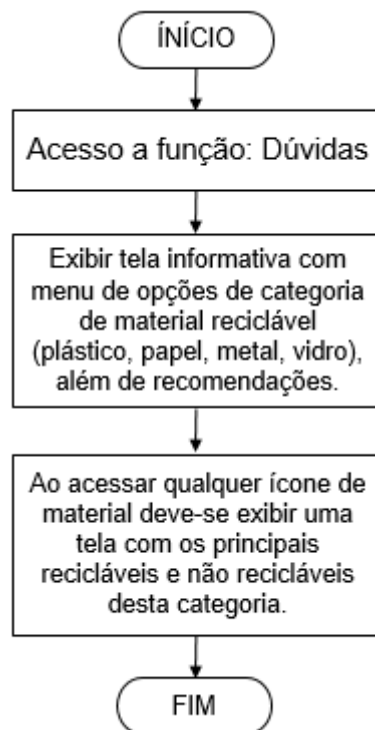 ÍNÍCIO
Acesso a função: Dúvidas
Exibir tela informativa com
menu de opções de categoria
de material reciclável
(plástico, papel, metal, vidro),
além de recomendações.
Ao acessar qualquer ícone de
material deve-se exibir uma
tela com os principais
recicláveis e não recicláveis
desta categoria.
FIM